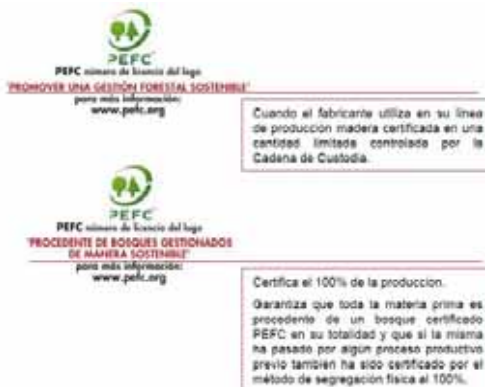 PEFC
PEFC número de licencia del logo
"PROMOVER UNA GESTIÓN FORESTAL SOSTENIBLE"
para más información:
www.pefc.org
Cuando el fabricante utiliza en su línea
de producción madera certificada en una
cantidad limitada controlada por la
Cadena de Custodia.
PEFC
PEFC número de licencia del logo
"PROCEDENTE DE BOSQUES GESTIONADOS
DE MANERA SOSTENIBLE"
para más información:
www.pefc.org
Certifica el 100% de la produccion.
Garantiza que toda la materia prima es
procedente de un bosque certificado
PEFC en su totalidad y que si la misma
ha pasado por algún proceso productivo
previo también ha sido certificado por el
método de segregación física al 100%.